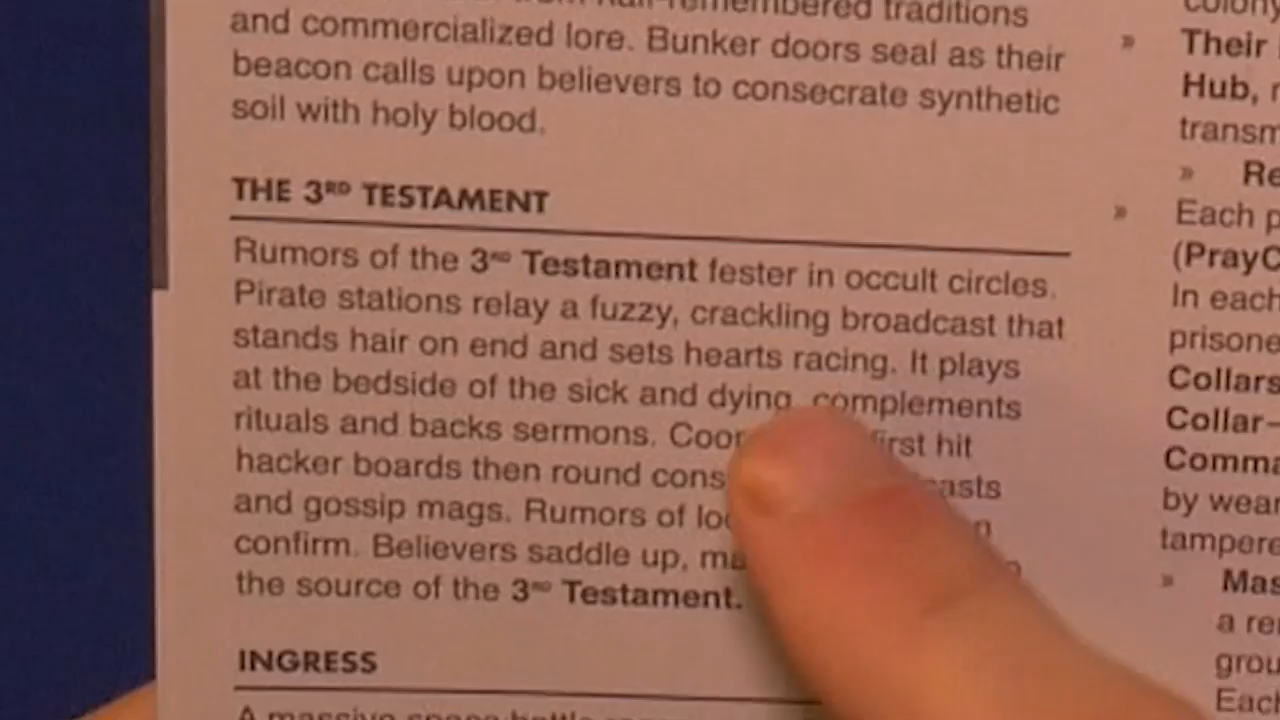 remembered traditions
and commercialized lore. Bunker doors seal as their
beacon calls upon believers to consecrate synthetic
soil with holy blood.
THE 3RD TESTAMENT
Rumors of the 3RD Testament fester in occult circles.
Pirate stations relay a fuzzy, crackling broadcast that
stands hair on end and sets hearts racing. It plays
at the bedside of the sick and dying, complements
rituals and backs sermons. first hit
hacker boards then round
and gossip mags. Rumors of
confirm. Believers saddle up,
the source of the 3RD Testament.
INGRESS
A massive space battle
» Their
Hub,
» Re
» Each
(PrayC
In each
prisone
Collars
Collar-
Comma
by wear
tampere
» Mas
a
grou
Each